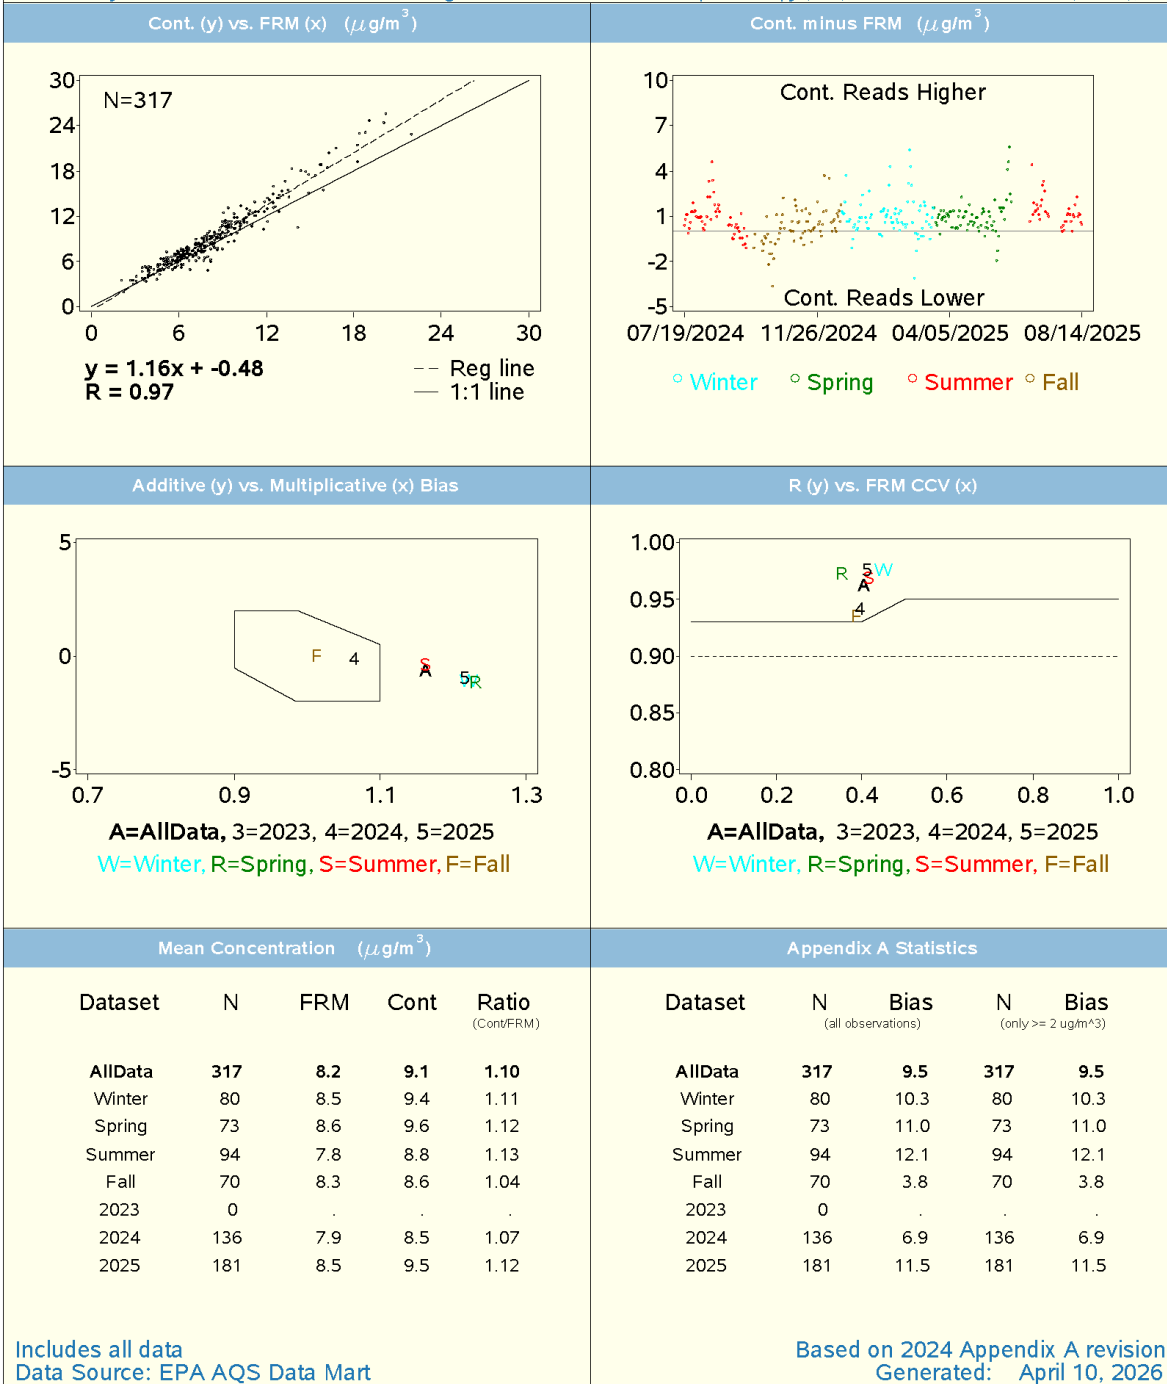 Cont. (y) vs. FRM (x) (μg/m³)
30
24
18
12
6
0
N=317
0 6 12 18 24 30
y = 1.16x + -0.48
R = 0.97
Reg line
1:1 line
Cont. minus FRM (μg/m³)
10
7
4
1
-2
-5
Cont. Reads Higher
Cont. Reads Lower
07/19/2024 11/26/2024 04/05/2025 08/14/2025
Winter Spring Summer Fall
Additive (y) vs. Multiplicative (x) Bias
5
0
-5
F 4 S A 5 W R
0.7 0.9 1.1 1.3
A=AllData, 3=2023, 4=2024, 5=2025
W=Winter, R=Spring, S=Summer, F=Fall
R (y) vs. FRM CCV (x)
1.00
0.95
0.90
0.85
0.80
R 5 W S A 4 F
0.0 0.2 0.4 0.6 0.8 1.0
A=AllData, 3=2023, 4=2024, 5=2025
W=Winter, R=Spring, S=Summer, F=Fall
Mean Concentration (μg/m³)
Dataset N FRM Cont Ratio
(Cont/FRM)
AllData 317 8.2 9.1 1.10
Winter 80 8.5 9.4 1.11
Spring 73 8.6 9.6 1.12
Summer 94 7.8 8.8 1.13
Fall 70 8.3 8.6 1.04
2023 0 . . .
2024 136 7.9 8.5 1.07
2025 181 8.5 9.5 1.12
Appendix A Statistics
Dataset N Bias N Bias
(all observations) (only >= 2 ug/m^3)
AllData 317 9.5 317 9.5
Winter 80 10.3 80 10.3
Spring 73 11.0 73 11.0
Summer 94 12.1 94 12.1
Fall 70 3.8 70 3.8
2023 0 . 0 .
2024 136 6.9 136 6.9
2025 181 11.5 181 11.5
Includes all data
Data Source: EPA AQS Data Mart
Based on 2024 Appendix A revision
Generated: April 10, 2026